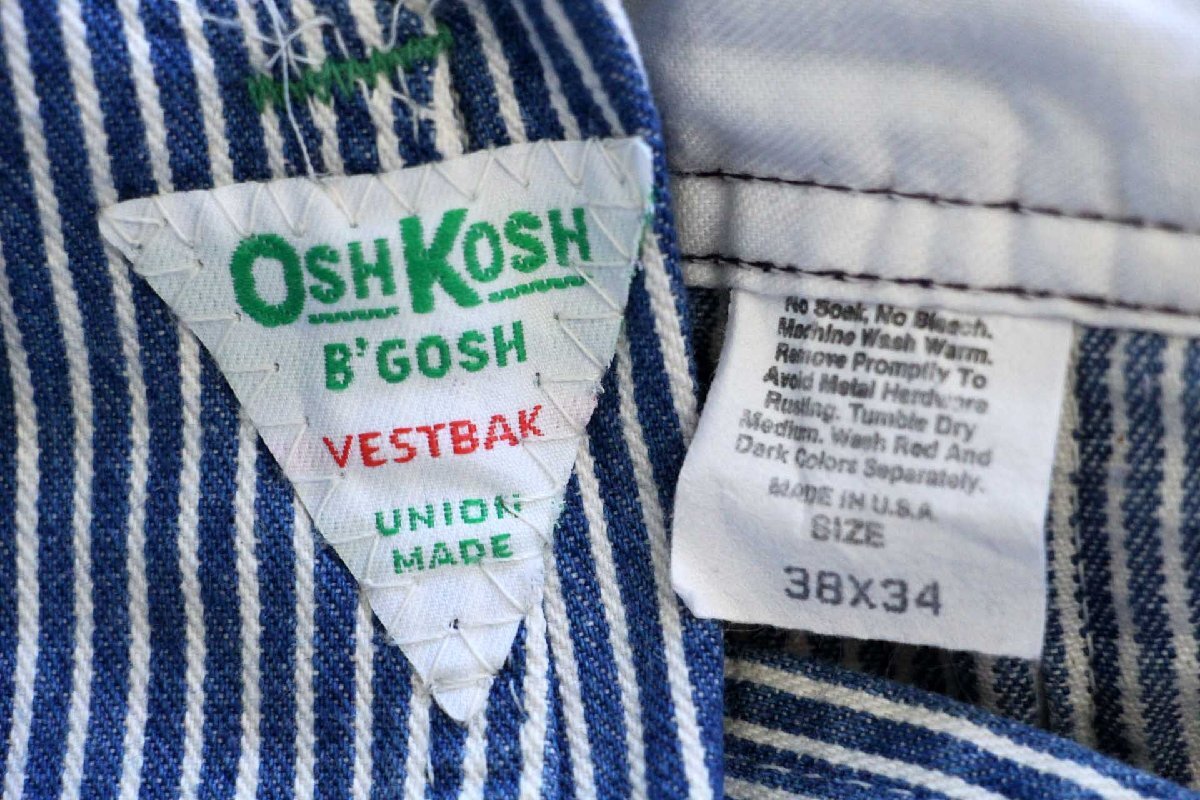 OSHKOSH
B'GOSH
VESTBAK
UNION
MADE
No Soak, No Bleach.
Machine Wash Warm.
Remove Promptly To
Avoid Metal Hardware
Rusting. Tumble Dry
Medium. Wash Red And
Dark Colors Separately.
MADE IN U.S.A
SIZE
38X34